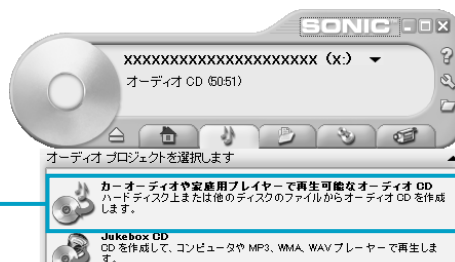 SONIC
xxxxxxxxxxxxxxxxxxxxx (x:)
オーディオ CD (50:51)
オーディオ プロジェクトを選択します
カーオーディオや家庭用プレイヤーで再生可能なオーディオ CD
ハードディスク上または他のディスクのファイルからオーディオ CD を作成
します。
Jukebox CD
CD を作成して、コンピュータや MP3、WMA、WAV プレーヤーで再生しま
す。